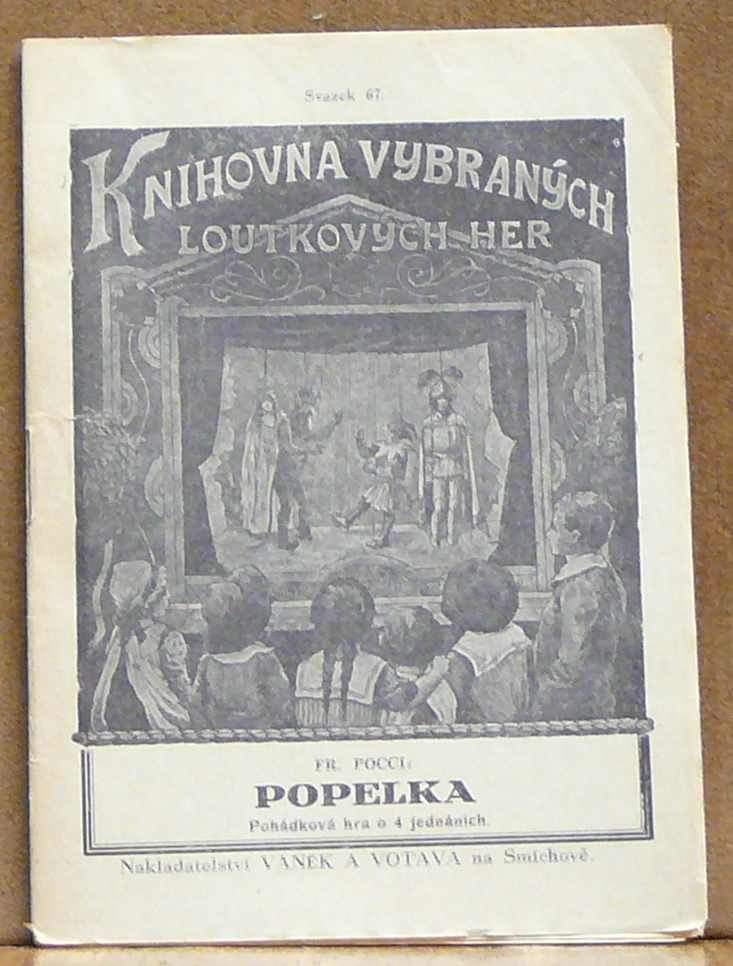 Svazek 67.
KNIHOVNA VYBRANÝCH
LOUTKOVÝCH HER
FR. POCCI:
POPELKA
Pohádková hra o 4 jednáních.
Nakladatelství VANĚK A VOTAVA na Smíchově.